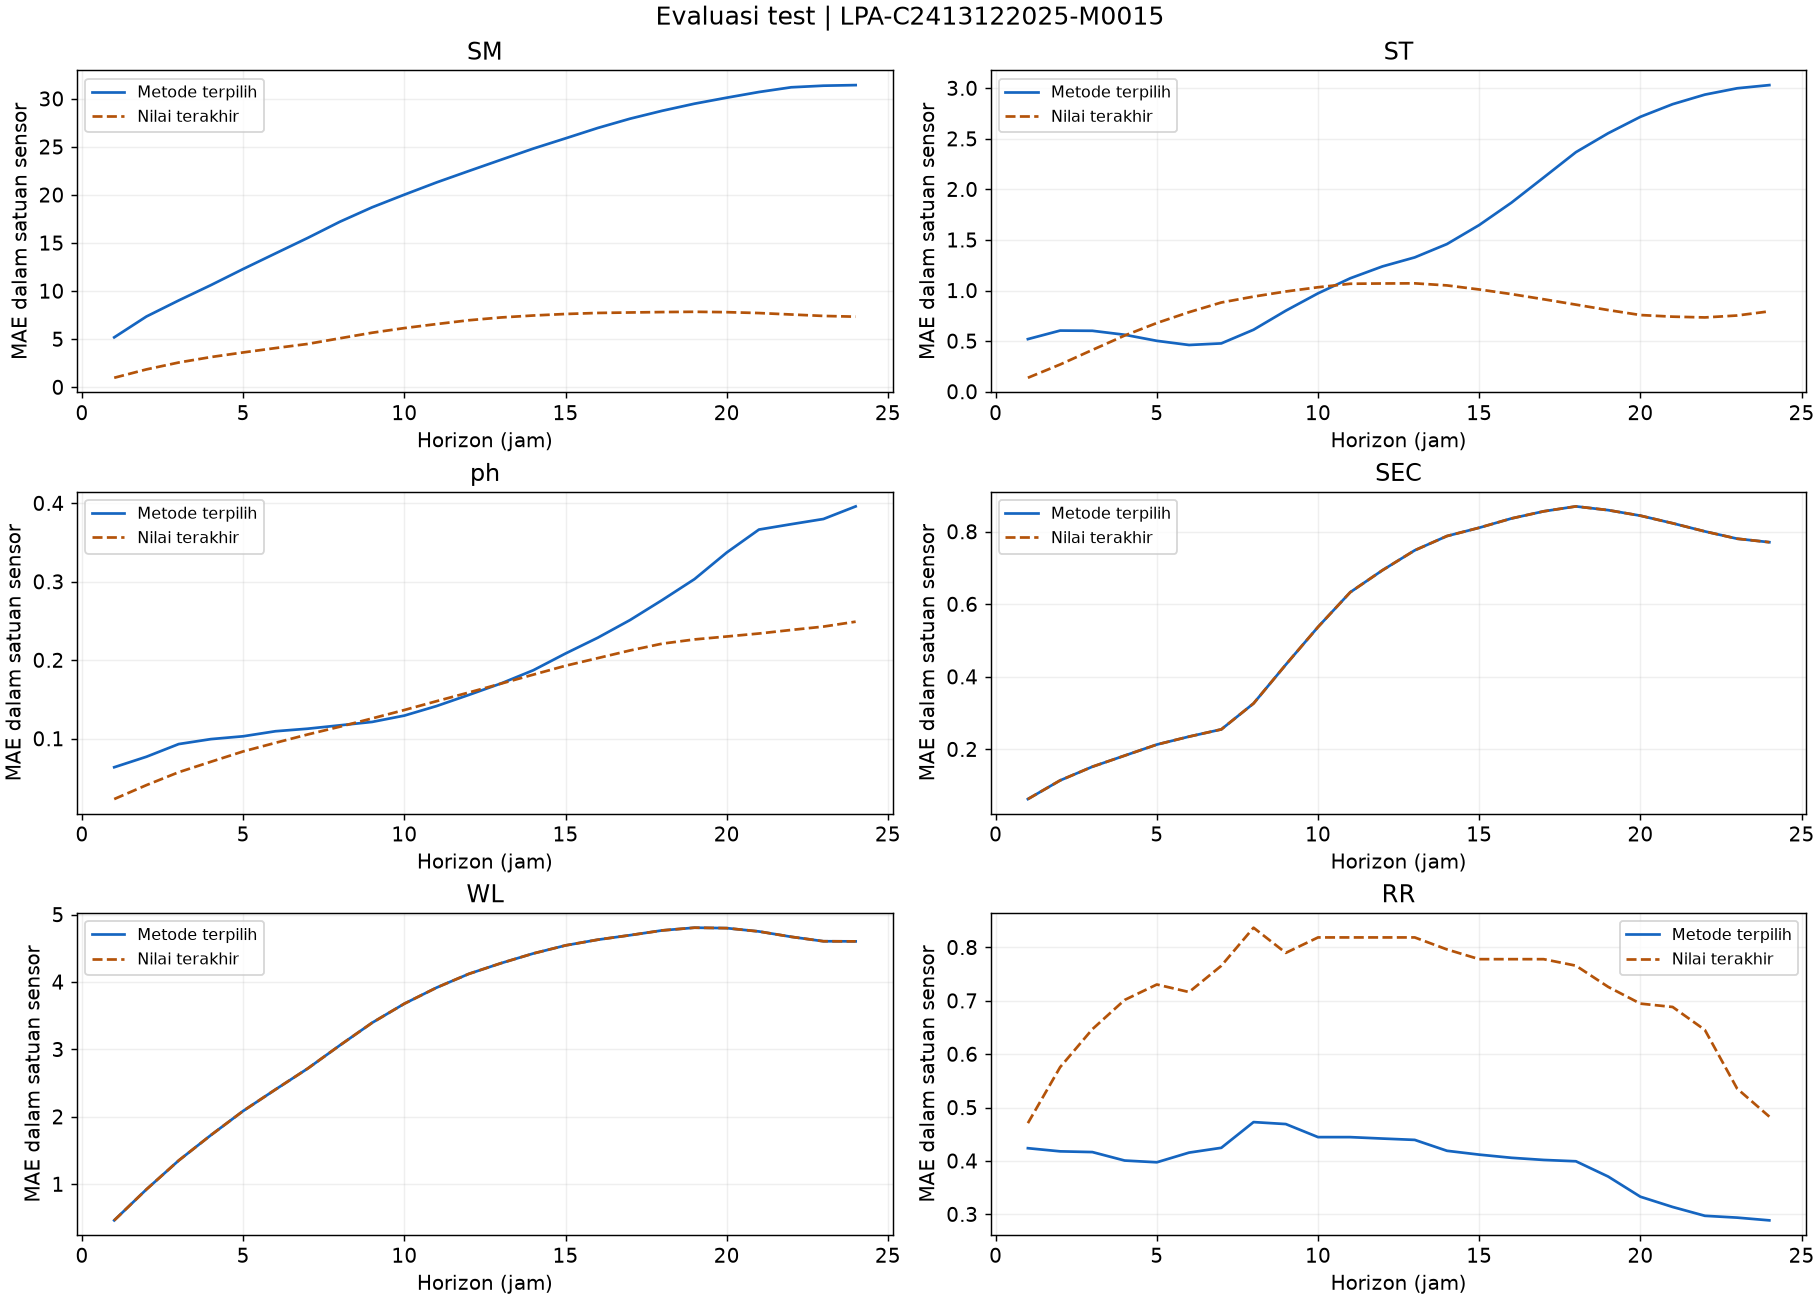 Evaluasi test | LPA-C2413122025-M0015
SM
MAE dalam satuan sensor
30
25
20
15
10
5
0
Metode terpilih
Nilai terakhir
0 5 10 15 20 25
Horizon (jam)
ST
MAE dalam satuan sensor
3.0
2.5
2.0
1.5
1.0
0.5
0.0
Metode terpilih
Nilai terakhir
0 5 10 15 20 25
Horizon (jam)
ph
MAE dalam satuan sensor
0.4
0.3
0.2
0.1
Metode terpilih
Nilai terakhir
0 5 10 15 20 25
Horizon (jam)
SEC
MAE dalam satuan sensor
0.8
0.6
0.4
0.2
Metode terpilih
Nilai terakhir
0 5 10 15 20 25
Horizon (jam)
WL
MAE dalam satuan sensor
5
4
3
2
1
Metode terpilih
Nilai terakhir
0 5 10 15 20 25
Horizon (jam)
RR
MAE dalam satuan sensor
0.8
0.7
0.6
0.5
0.4
0.3
Metode terpilih
Nilai terakhir
0 5 10 15 20 25
Horizon (jam)